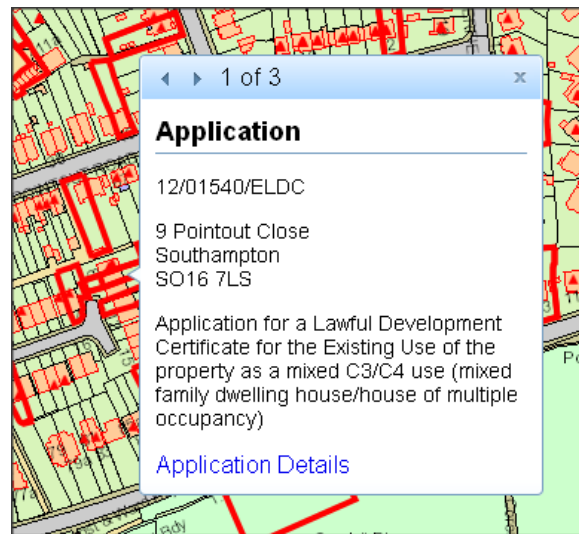 1 of 3
Application
12/01540/ELDC
9 Pointout Close
Southampton
SO16 7LS
Application for a Lawful Development
Certificate for the Existing Use of the
property as a mixed C3/C4 use (mixed
family dwelling house/house of multiple
occupancy)
Application Details